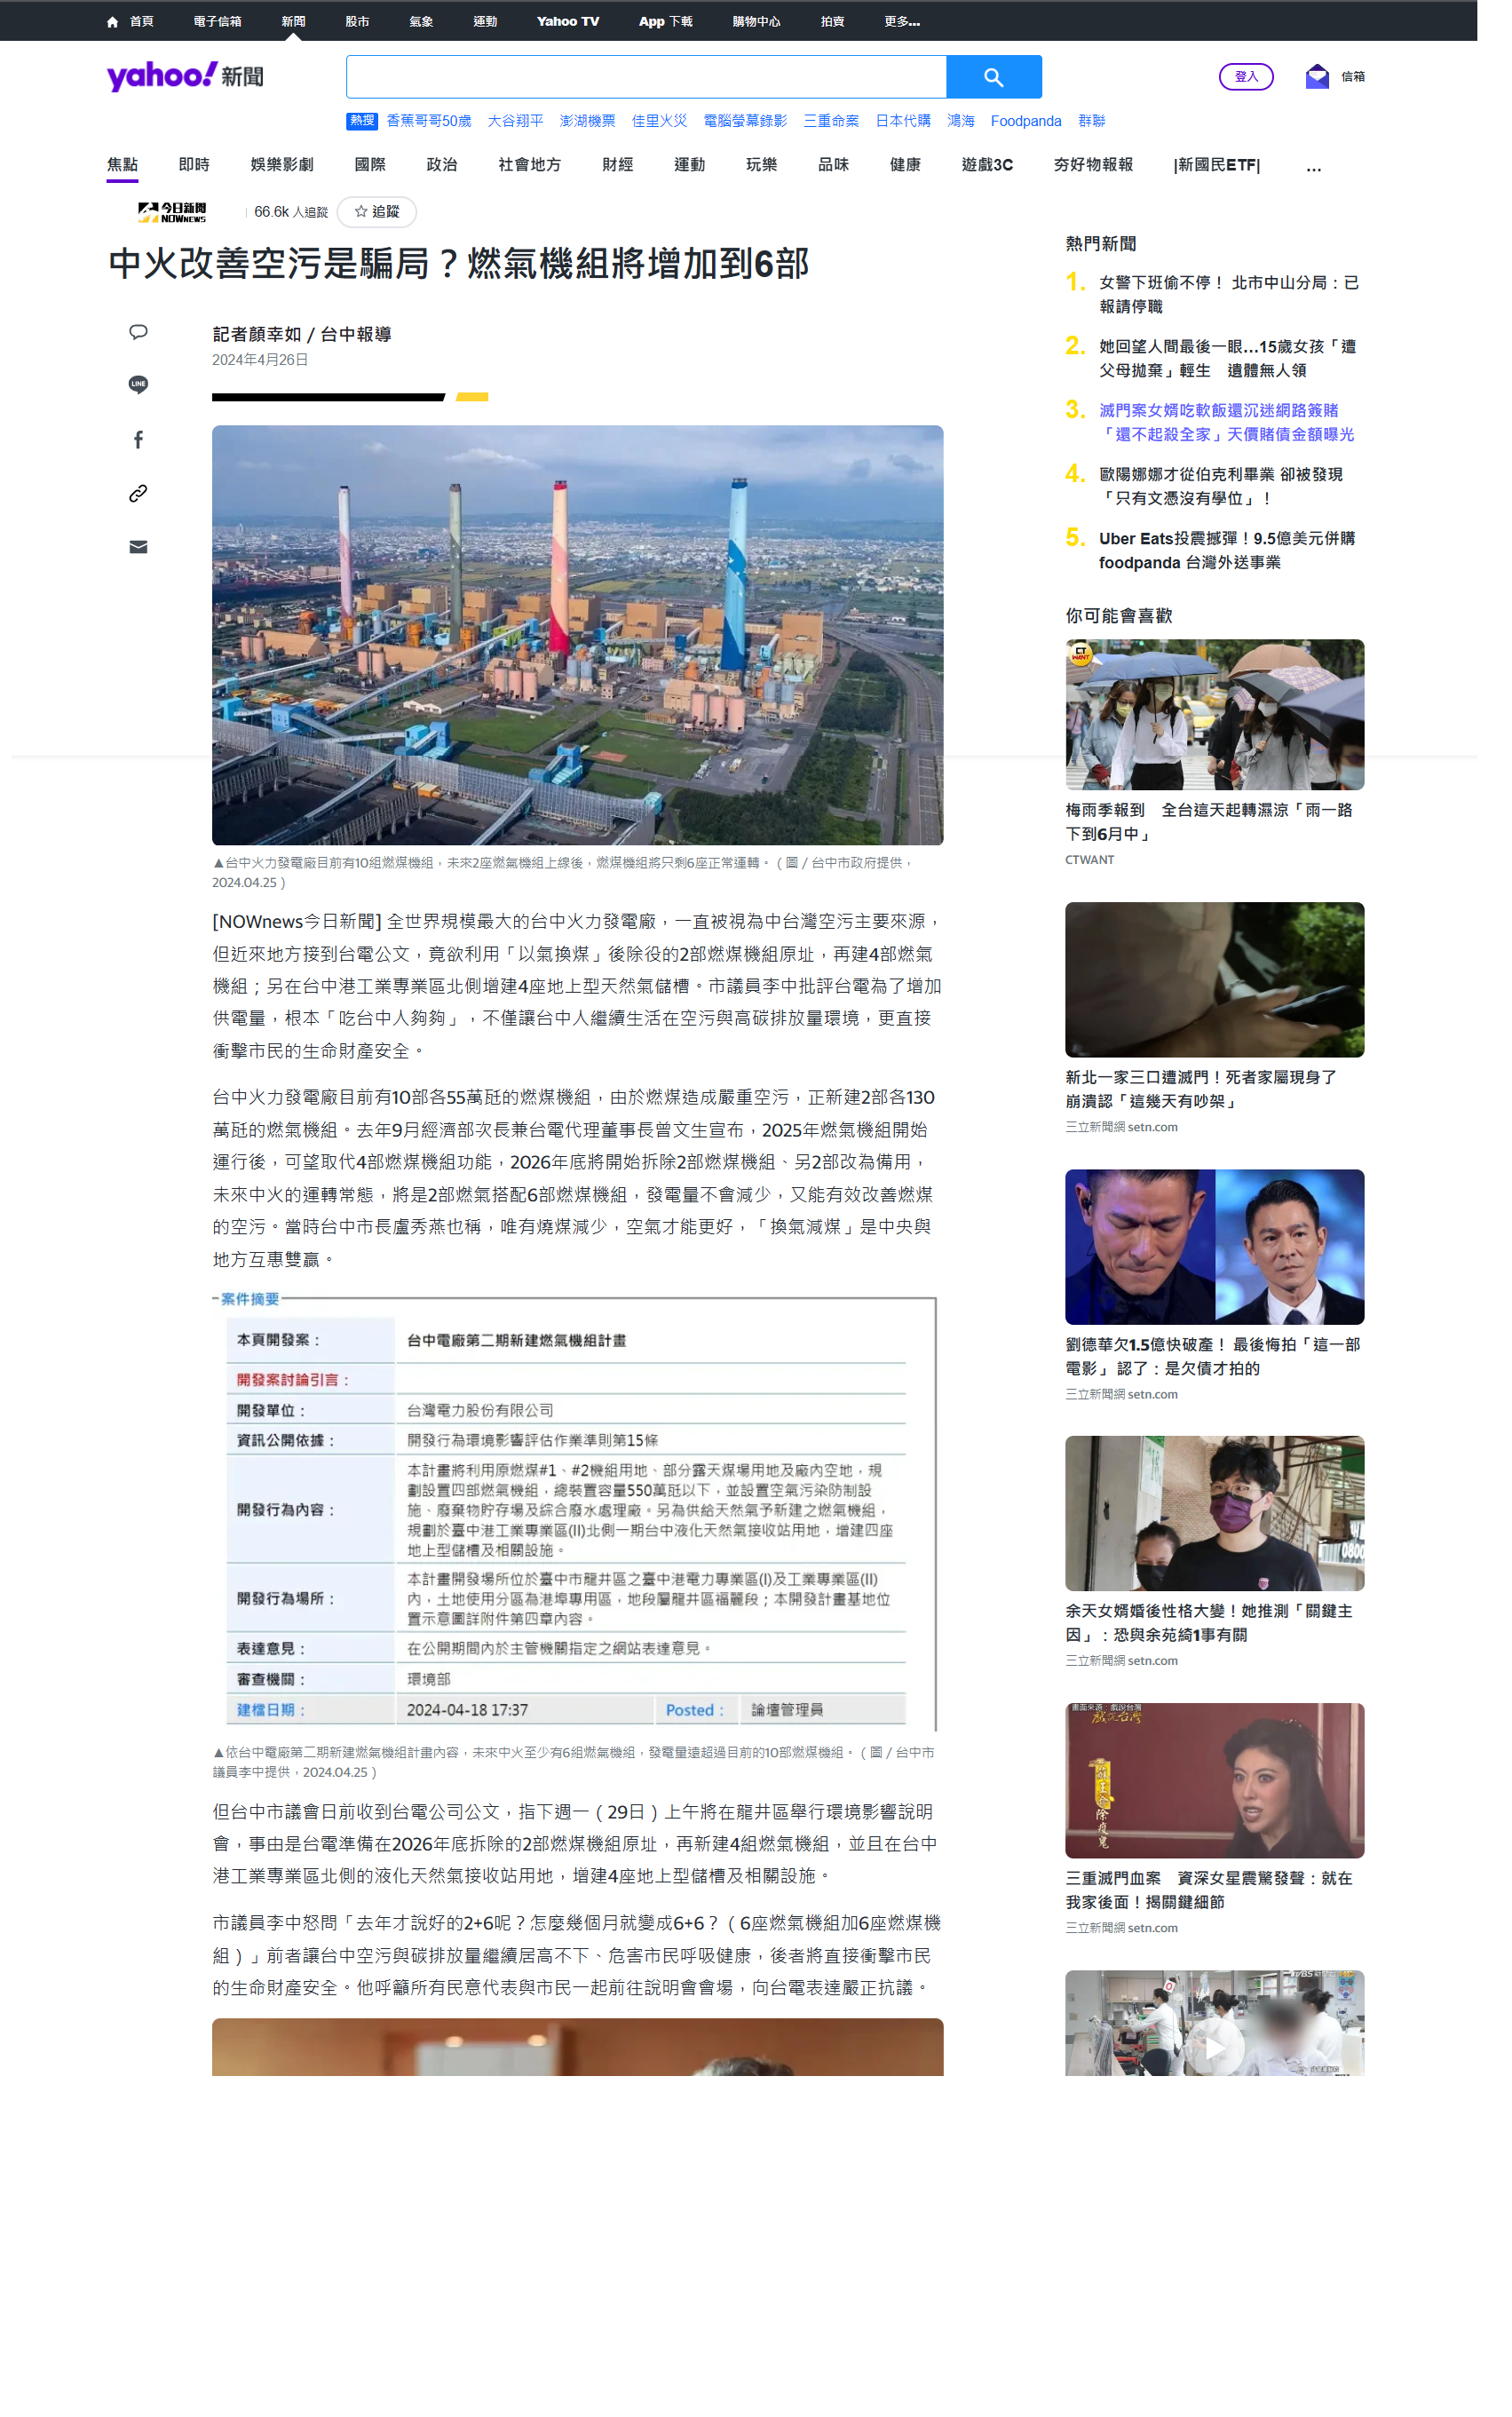 首頁 電子信箱 新聞 股市 氣象 運動 Yahoo TV App 下載 購物中心 拍賣 更多...
yahoo! 新聞
登入 信箱
熱搜 香蕉哥哥50歲 大谷翔平 澎湖機票 佳里火災 電腦螢幕錄影 三重命案 日本代購 鴻海 Foodpanda 群聯
焦點 即時 娛樂影劇 國際 政治 社會地方 財經 運動 玩樂 品味 健康 遊戲3C 夯好物報報 |新國民ETF| ...
今日新聞 NOWnews 66.6k 人追蹤 ☆ 追蹤
中火改善空污是騙局？燃氣機組將增加到6部
記者顏幸如 / 台中報導
2024年4月26日
LINE
▲台中火力發電廠目前有10組燃煤機組，未來2座燃氣機組上線後，燃煤機組將只剩6座正常運轉。（圖 / 台中市政府提供，
2024.04.25）
[NOWnews今日新聞] 全世界規模最大的台中火力發電廠，一直被視為中台灣空污主要來源，
但近來地方接到台電公文，竟欲利用「以氣換煤」後除役的2部燃煤機組原址，再建4部燃氣
機組；另在台中港工業專業區北側增建4座地上型天然氣儲槽。市議員李中批評台電為了增加
供電量，根本「吃台中人夠夠」，不僅讓台中人繼續生活在空污與高碳排放量環境，更直接
衝擊市民的生命財產安全。
台中火力發電廠目前有10部各55萬瓩的燃煤機組，由於燃煤造成嚴重空污，正新建2部各130
萬瓩的燃氣機組。去年9月經濟部次長兼台電代理董事長曾文生宣布，2025年燃氣機組開始
運行後，可望取代4部燃煤機組功能，2026年底將開始拆除2部燃煤機組、另2部改為備用，
未來中火的運轉常態，將是2部燃氣搭配6部燃煤機組，發電量不會減少，又能有效改善燃煤
的空污。當時台中市長盧秀燕也稱，唯有燒煤減少，空氣才能更好，「換氣減煤」是中央與
地方互惠雙贏。
案件摘要
本頁開發案： 台中電廠第二期新建燃氣機組計畫
開發案討論引言：
開發單位： 台灣電力股份有限公司
資訊公開依據： 開發行為環境影響評估作業準則第15條
開發行為內容： 本計畫將利用原燃煤#1、#2機組用地、部分露天煤場用地及廠內空地，規
劃設置四部燃氣機組，總裝置容量550萬瓩以下，並設置空氣污染防制設
施、廢棄物貯存場及綜合廢水處理廠。另為供給天然氣予新建之燃氣機組，
規劃於臺中港工業專業區(II)北側一期台中液化天然氣接收站用地，增建四座
地上型儲槽及相關設施。
開發行為場所： 本計畫開發場所位於臺中市龍井區之臺中港電力專業區(I)及工業專業區(II)
內，土地使用分區為港埠專用區，地段屬龍井區福麗段；本開發計畫基地位
置示意圖詳附件第四章內容。
表達意見： 在公開期間內於主管機關指定之網站表達意見。
審查機關： 環境部
建檔日期： 2024-04-18 17:37 Posted： 論壇管理員
▲依台中電廠第二期新建燃氣機組計畫內容，未來中火至少有6組燃氣機組，發電量遠超過目前的10部燃煤機組。（圖 / 台中市
議員李中提供，2024.04.25）
但台中市議會日前收到台電公司公文，指下週一（29日）上午將在龍井區舉行環境影響說明
會，事由是台電準備在2026年底拆除的2部燃煤機組原址，再新建4組燃氣機組，並且在台中
港工業專業區北側的液化天然氣接收站用地，增建4座地上型儲槽及相關設施。
市議員李中怒問「去年才說好的2+6呢？怎麼幾個月就變成6+6？（6座燃氣機組加6座燃煤機
組）」前者讓台中空污與碳排放量繼續居高不下、危害市民呼吸健康，後者將直接衝擊市民
的生命財產安全。他呼籲所有民意代表與市民一起前往說明會會場，向台電表達嚴正抗議。
熱門新聞
1. 女警下班偷不停！ 北市中山分局：已
報請停職
2. 她回望人間最後一眼…15歲女孩「遭
父母拋棄」輕生 遺體無人領
3. 滅門案女婿吃軟飯還沉迷網路簽賭
「還不起殺全家」天價賭債金額曝光
4. 歐陽娜娜才從伯克利畢業 卻被發現
「只有文憑沒有學位」！
5. Uber Eats投震撼彈！9.5億美元併購
foodpanda 台灣外送事業
你可能會喜歡
CT WANT
梅雨季報到 全台這天起轉濕涼「雨一路
下到6月中」
CTWANT
新北一家三口遭滅門！死者家屬現身了
崩潰認「這幾天有吵架」
三立新聞網 setn.com
劉德華欠1.5億快破產！ 最後悔拍「這一部
電影」 認了：是欠債才拍的
三立新聞網 setn.com
0800
余天女婿婚後性格大變！她推測「關鍵主
因」：恐與余苑綺1事有關
三立新聞網 setn.com
畫面來源：戲說台灣
戲說台灣
除疫鬼
三重滅門血案 資深女星震驚發聲：就在
我家後面！揭關鍵細節
三立新聞網 setn.com